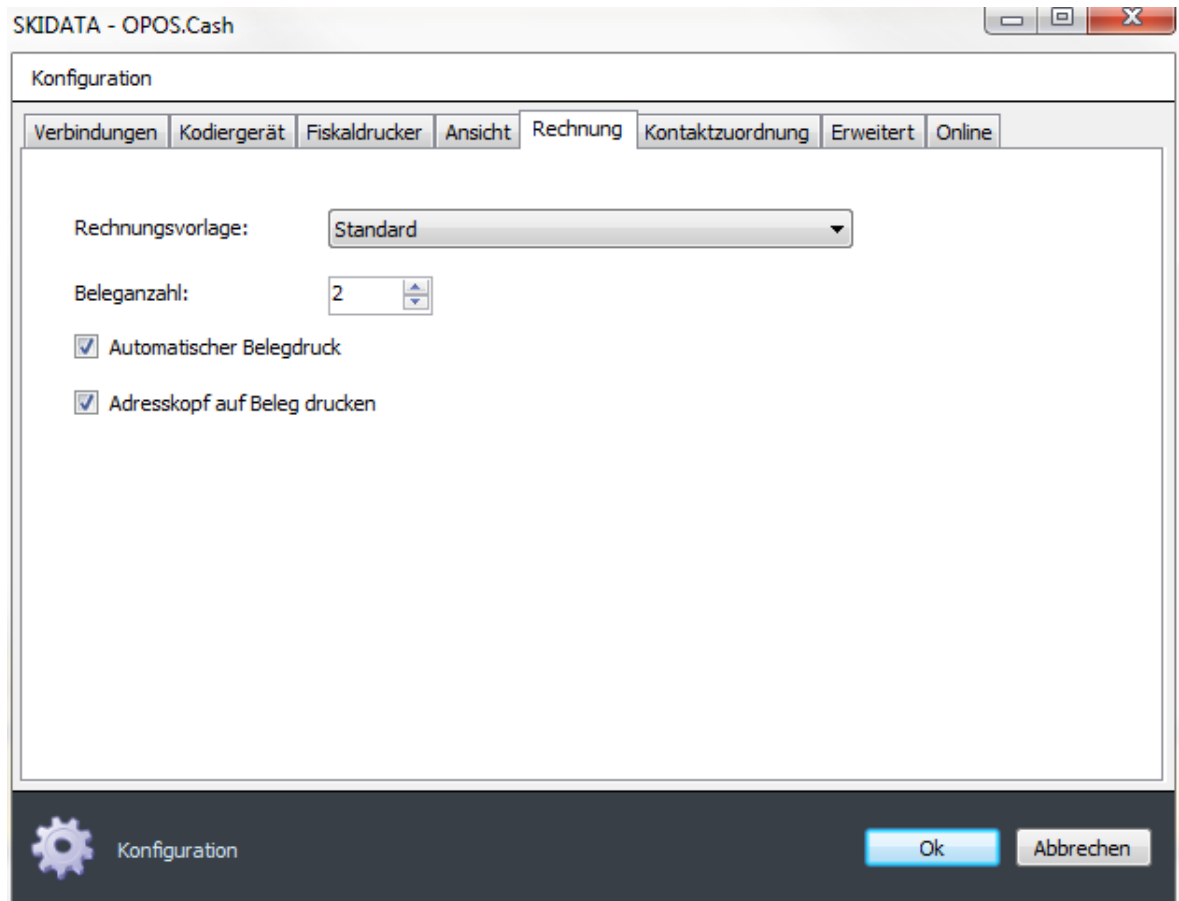 SKIDATA - OPOS.Cash
Konfiguration
Verbindungen Kodiergerät Fiskaldrucker Ansicht Rechnung Kontaktzuordnung Erweitert Online
Rechnungsvorlage: Standard
Beleganzahl: 2
Automatischer Belegdruck
Adresskopf auf Beleg drucken
Konfiguration Ok Abbrechen